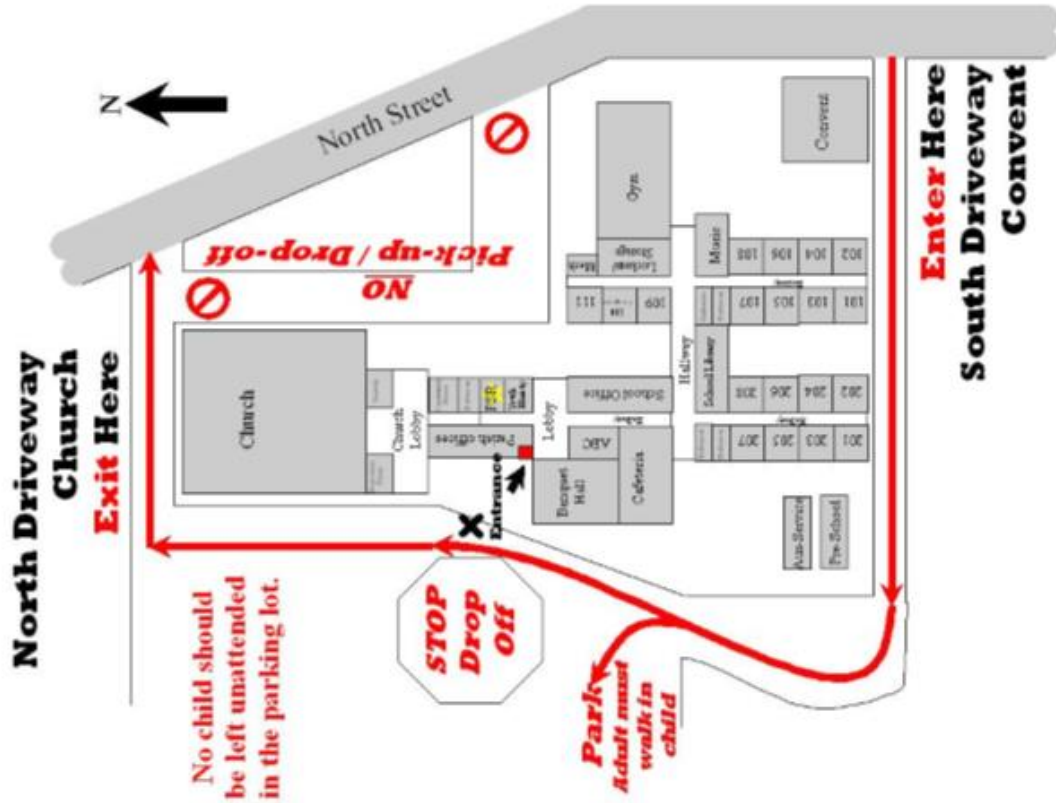 North Driveway
Church
Exit Here
N
North Street
NO
Pick-up / Drop-off
Enter Here
South Driveway
Convent
No child should
be left unattended
in the parking lot.
STOP
Drop
Off
Park
Adult must
walk in
child
Entrance
Church
Church
Lobby
Parish offices
PSR
Lobby
School Office
ABC
Banquet
Hall
Cafeteria
Hallway
School Library
Gym
Storage
Music
Convent
111
109
108
106
104
102
107
105
103
101
208
206
204
202
207
205
203
201
Pre-School